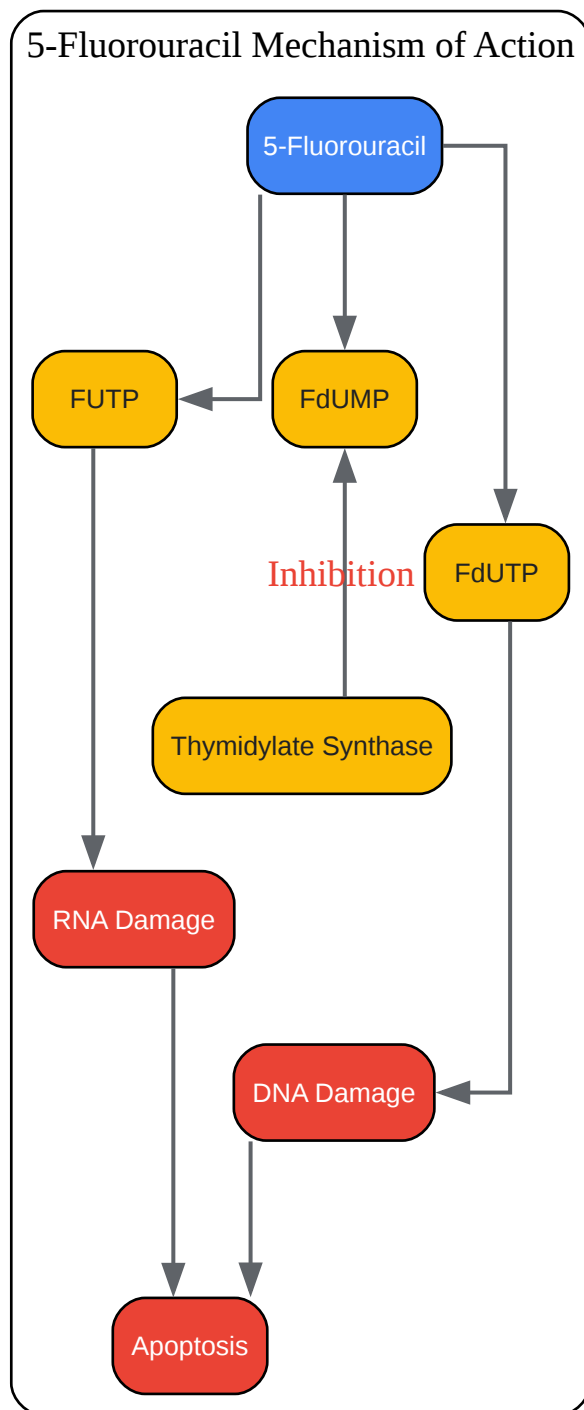 5-Fluorouracil Mechanism of Action
5-Fluorouracil
FUTP
FdUMP
Inhibition
FdUTP
Thymidylate Synthase
RNA Damage
DNA Damage
Apoptosis